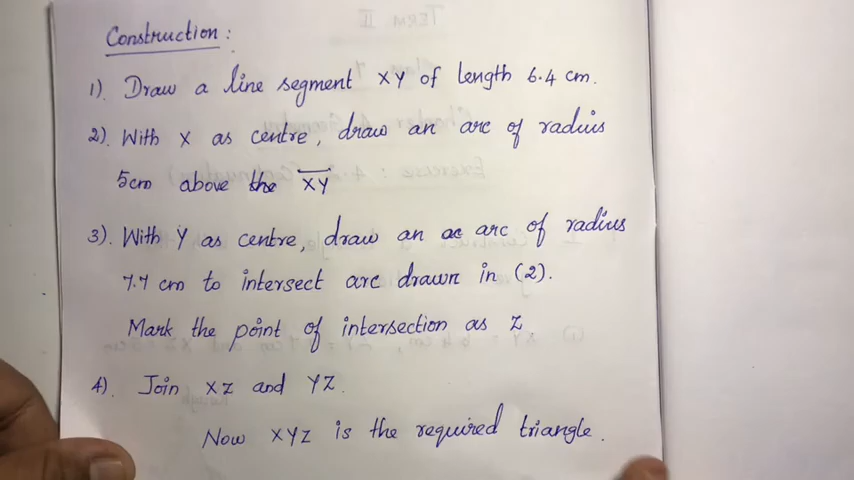 Construction :
1). Draw a line segment XY of length 6.4 cm.
2). With X as centre, draw an arc of radius
5cm above the XY
3). With Y as centre, draw an ac arc of radius
7.7 cm to intersect arc drawn in (2).
Mark the point of intersection as Z
4). Join XZ and YZ.
Now XYZ is the required triangle.